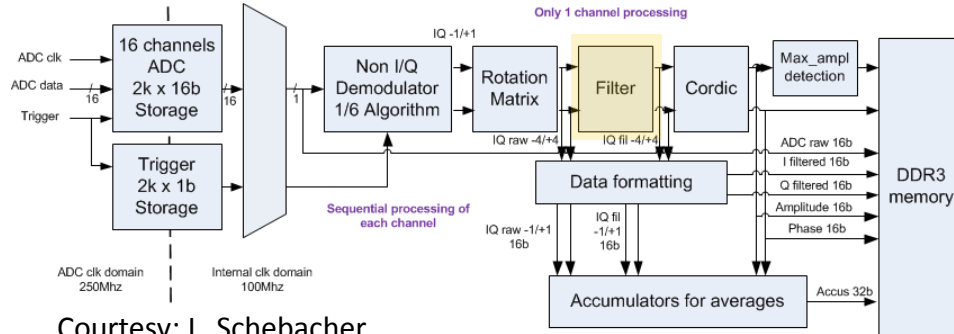 Only 1 channel processing
ADC clk
ADC data
16
Trigger
16 channels
ADC
2k x 16b
Storage
16
Trigger
2k x 1b
Storage
1
Non I/Q
Demodulator
1/6 Algorithm
IQ -1/+1
Rotation
Matrix
Filter
Cordic
Max_ampl
detection
IQ raw -4/+4
IQ fil -4/+4
Data formatting
ADC raw 16b
I filtered 16b
Q filtered 16b
Amplitude 16b
Phase 16b
DDR3
memory
Sequential processing of
each channel
IQ raw -1/+1
16b
IQ fil
-1/+1
16b
Accumulators for averages
Accus 32b
ADC clk domain
250Mhz
Internal clk domain
100Mhz